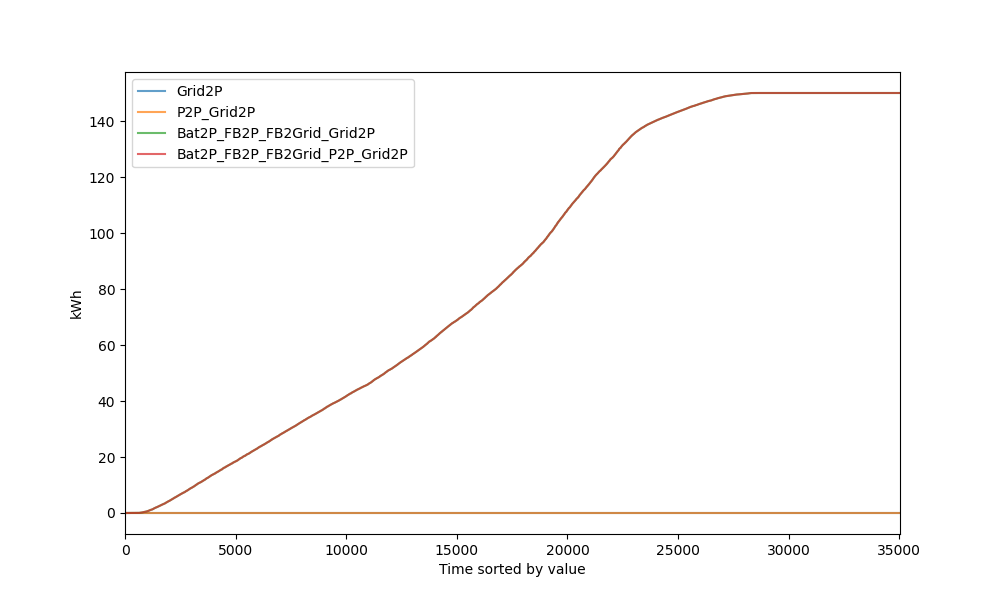 Grid2P
P2P_Grid2P
Bat2P_FB2P_FB2Grid_Grid2P
Bat2P_FB2P_FB2Grid_P2P_Grid2P
140
120
100
80
60
40
20
0
kWh
0 5000 10000 15000 20000 25000 30000 35000
Time sorted by value